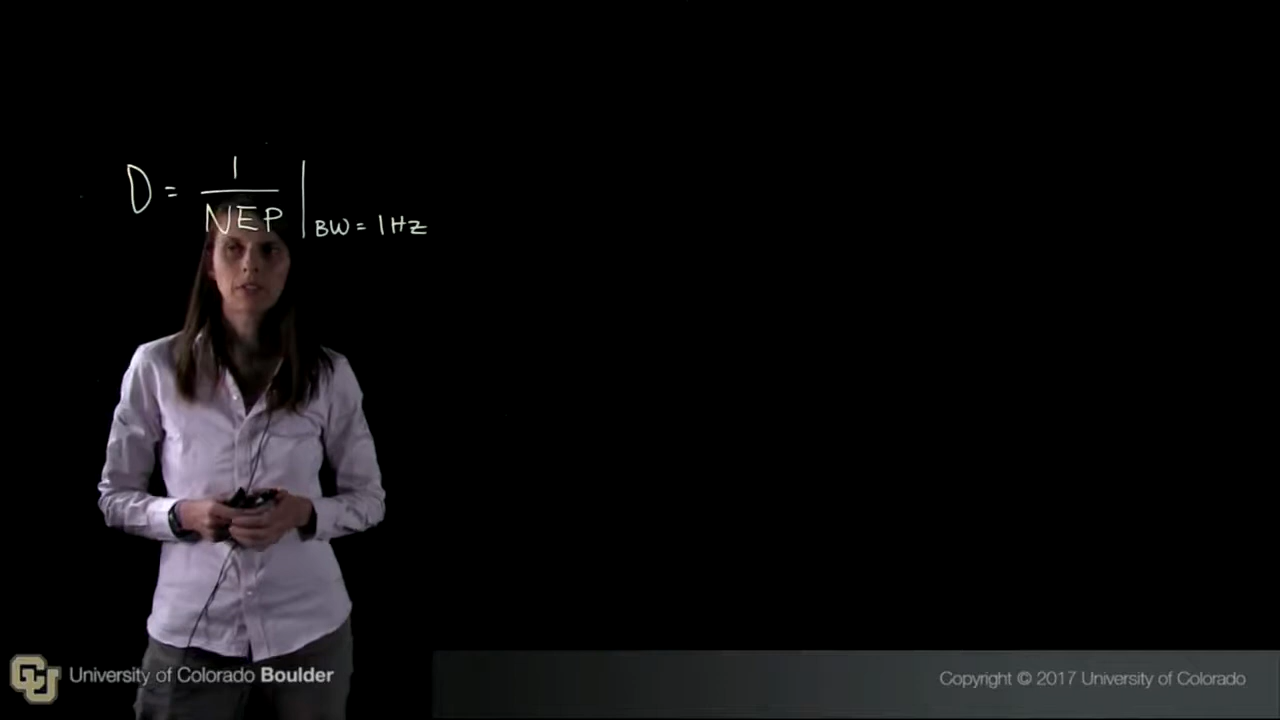 D = 1/NEP | BW = 1Hz
University of Colorado Boulder
Copyright © 2017 University of Colorado